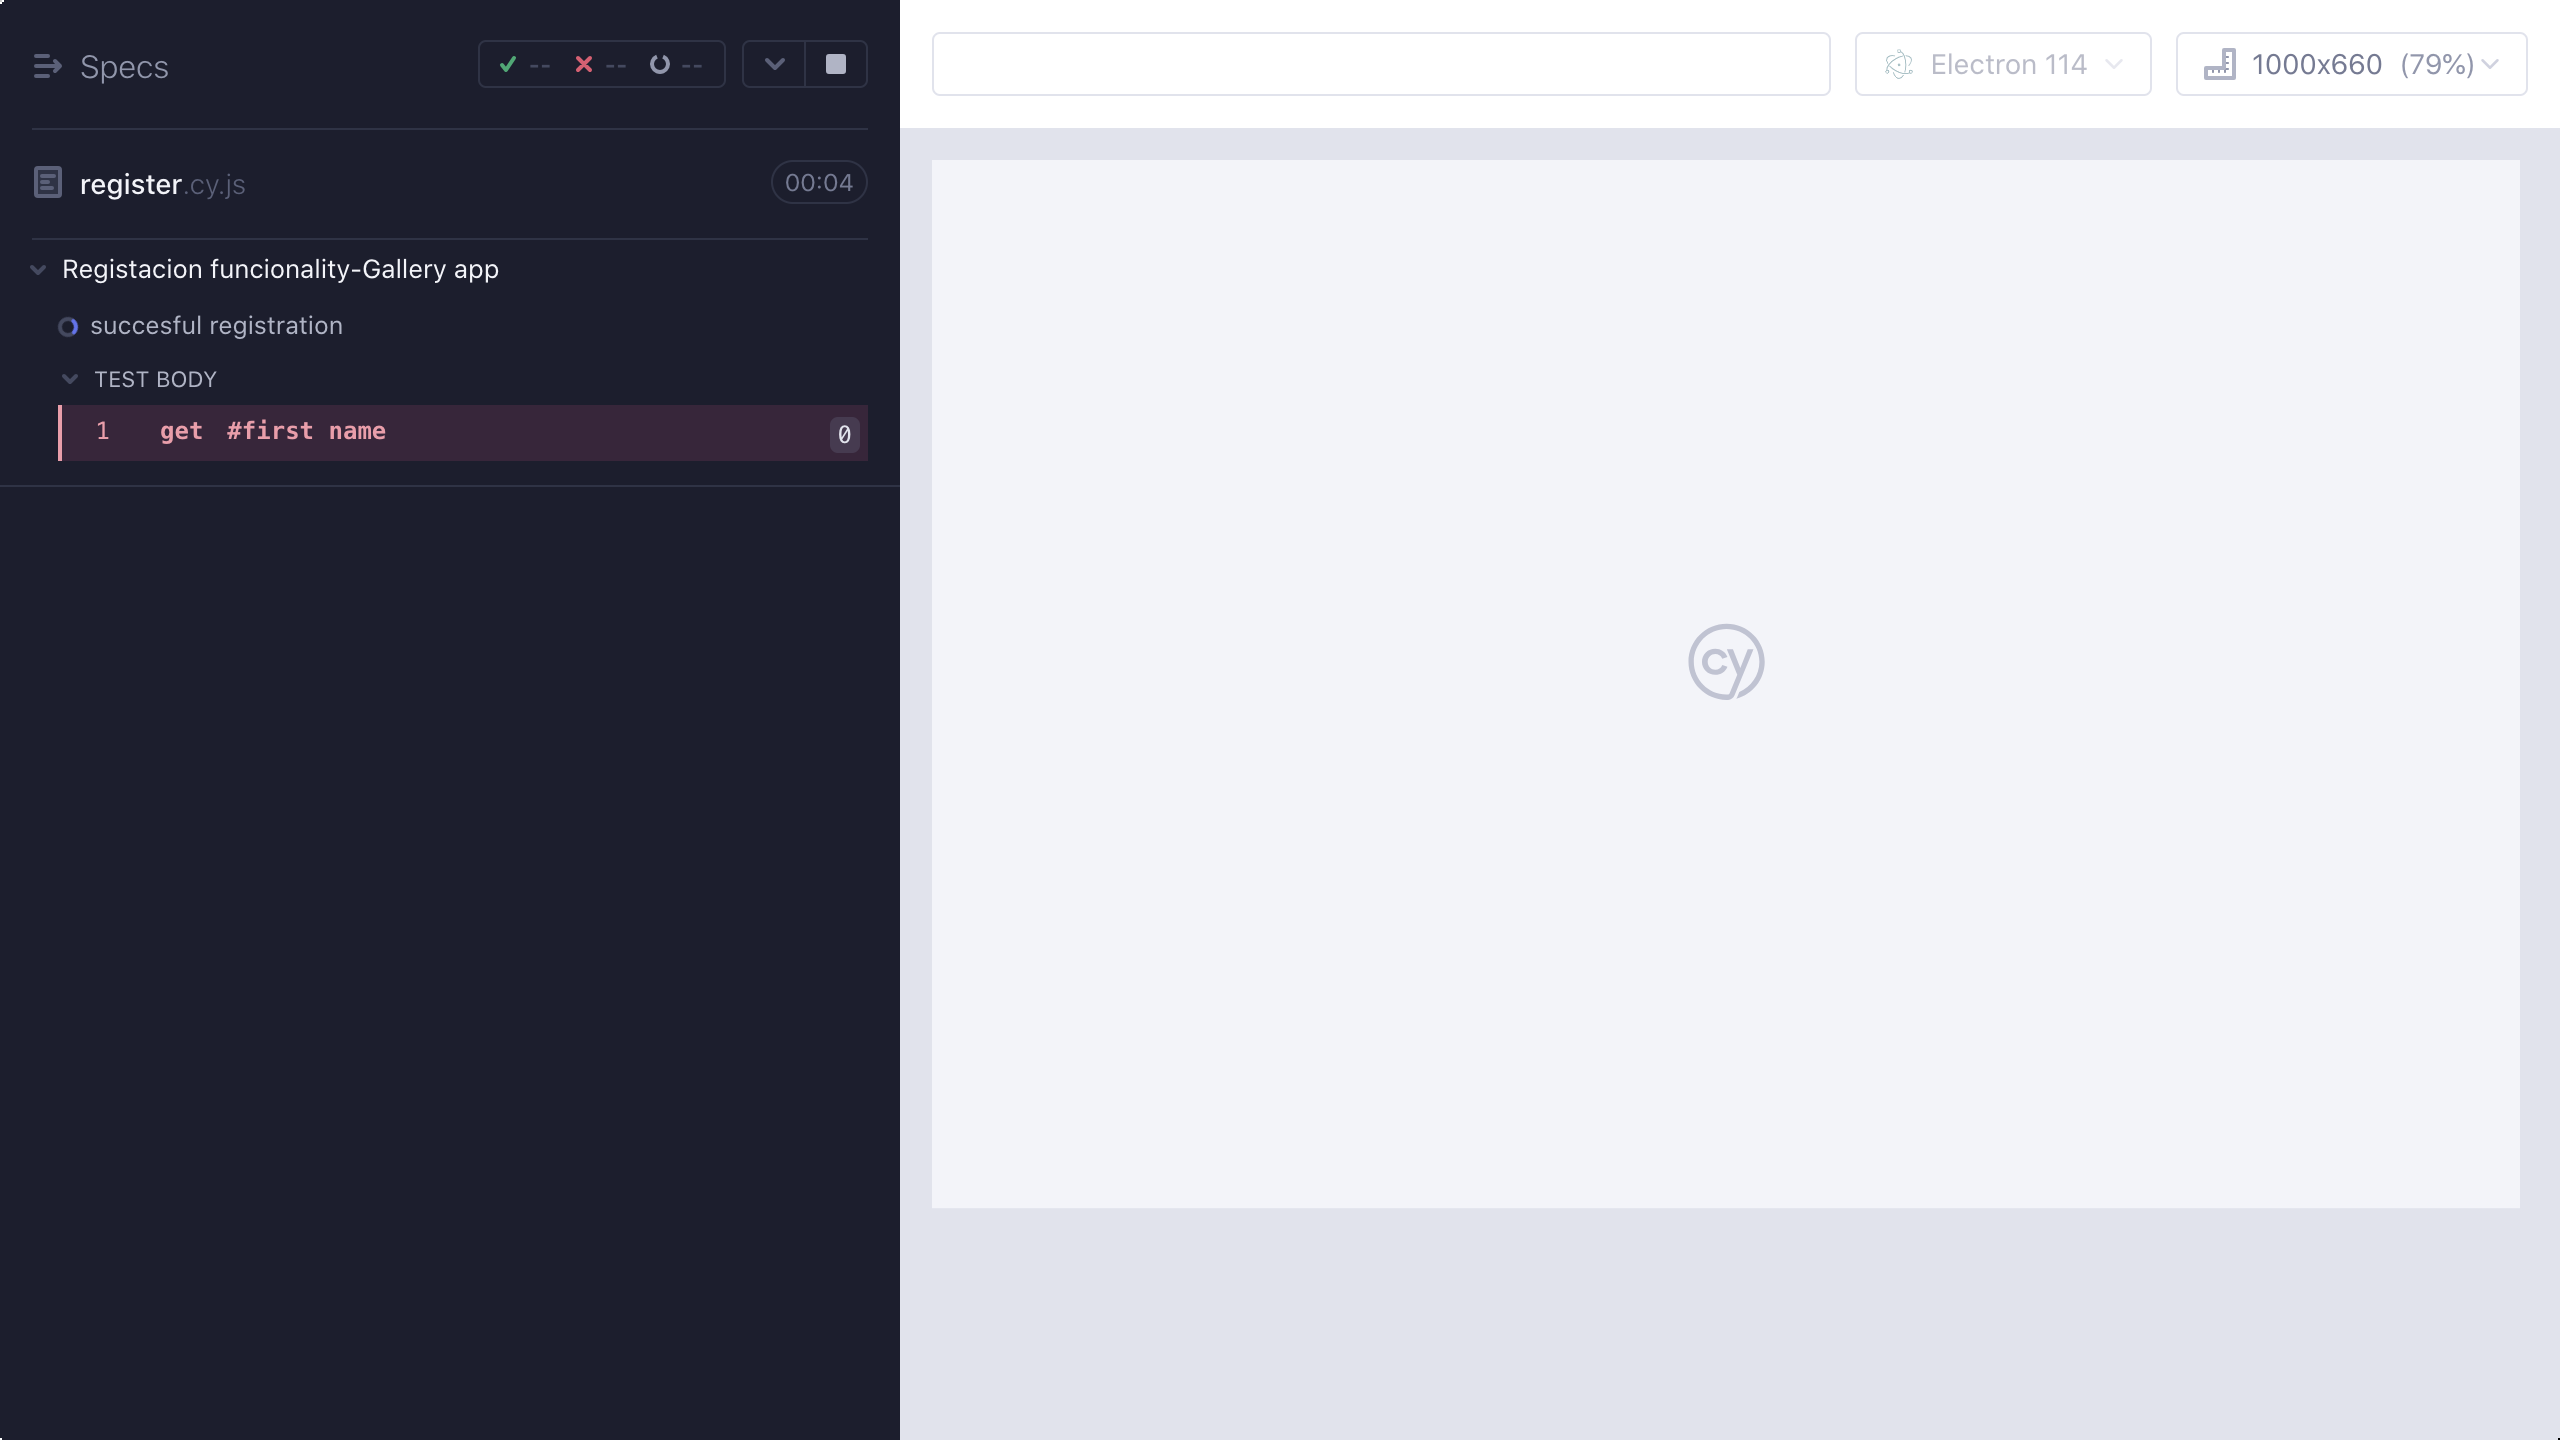 Specs
-- -- --
register.cy.js
00:04
Registacion funcionality-Gallery app
succesful registration
TEST BODY
1 get #first name 0
Electron 114
1000x660 (79%)
cy